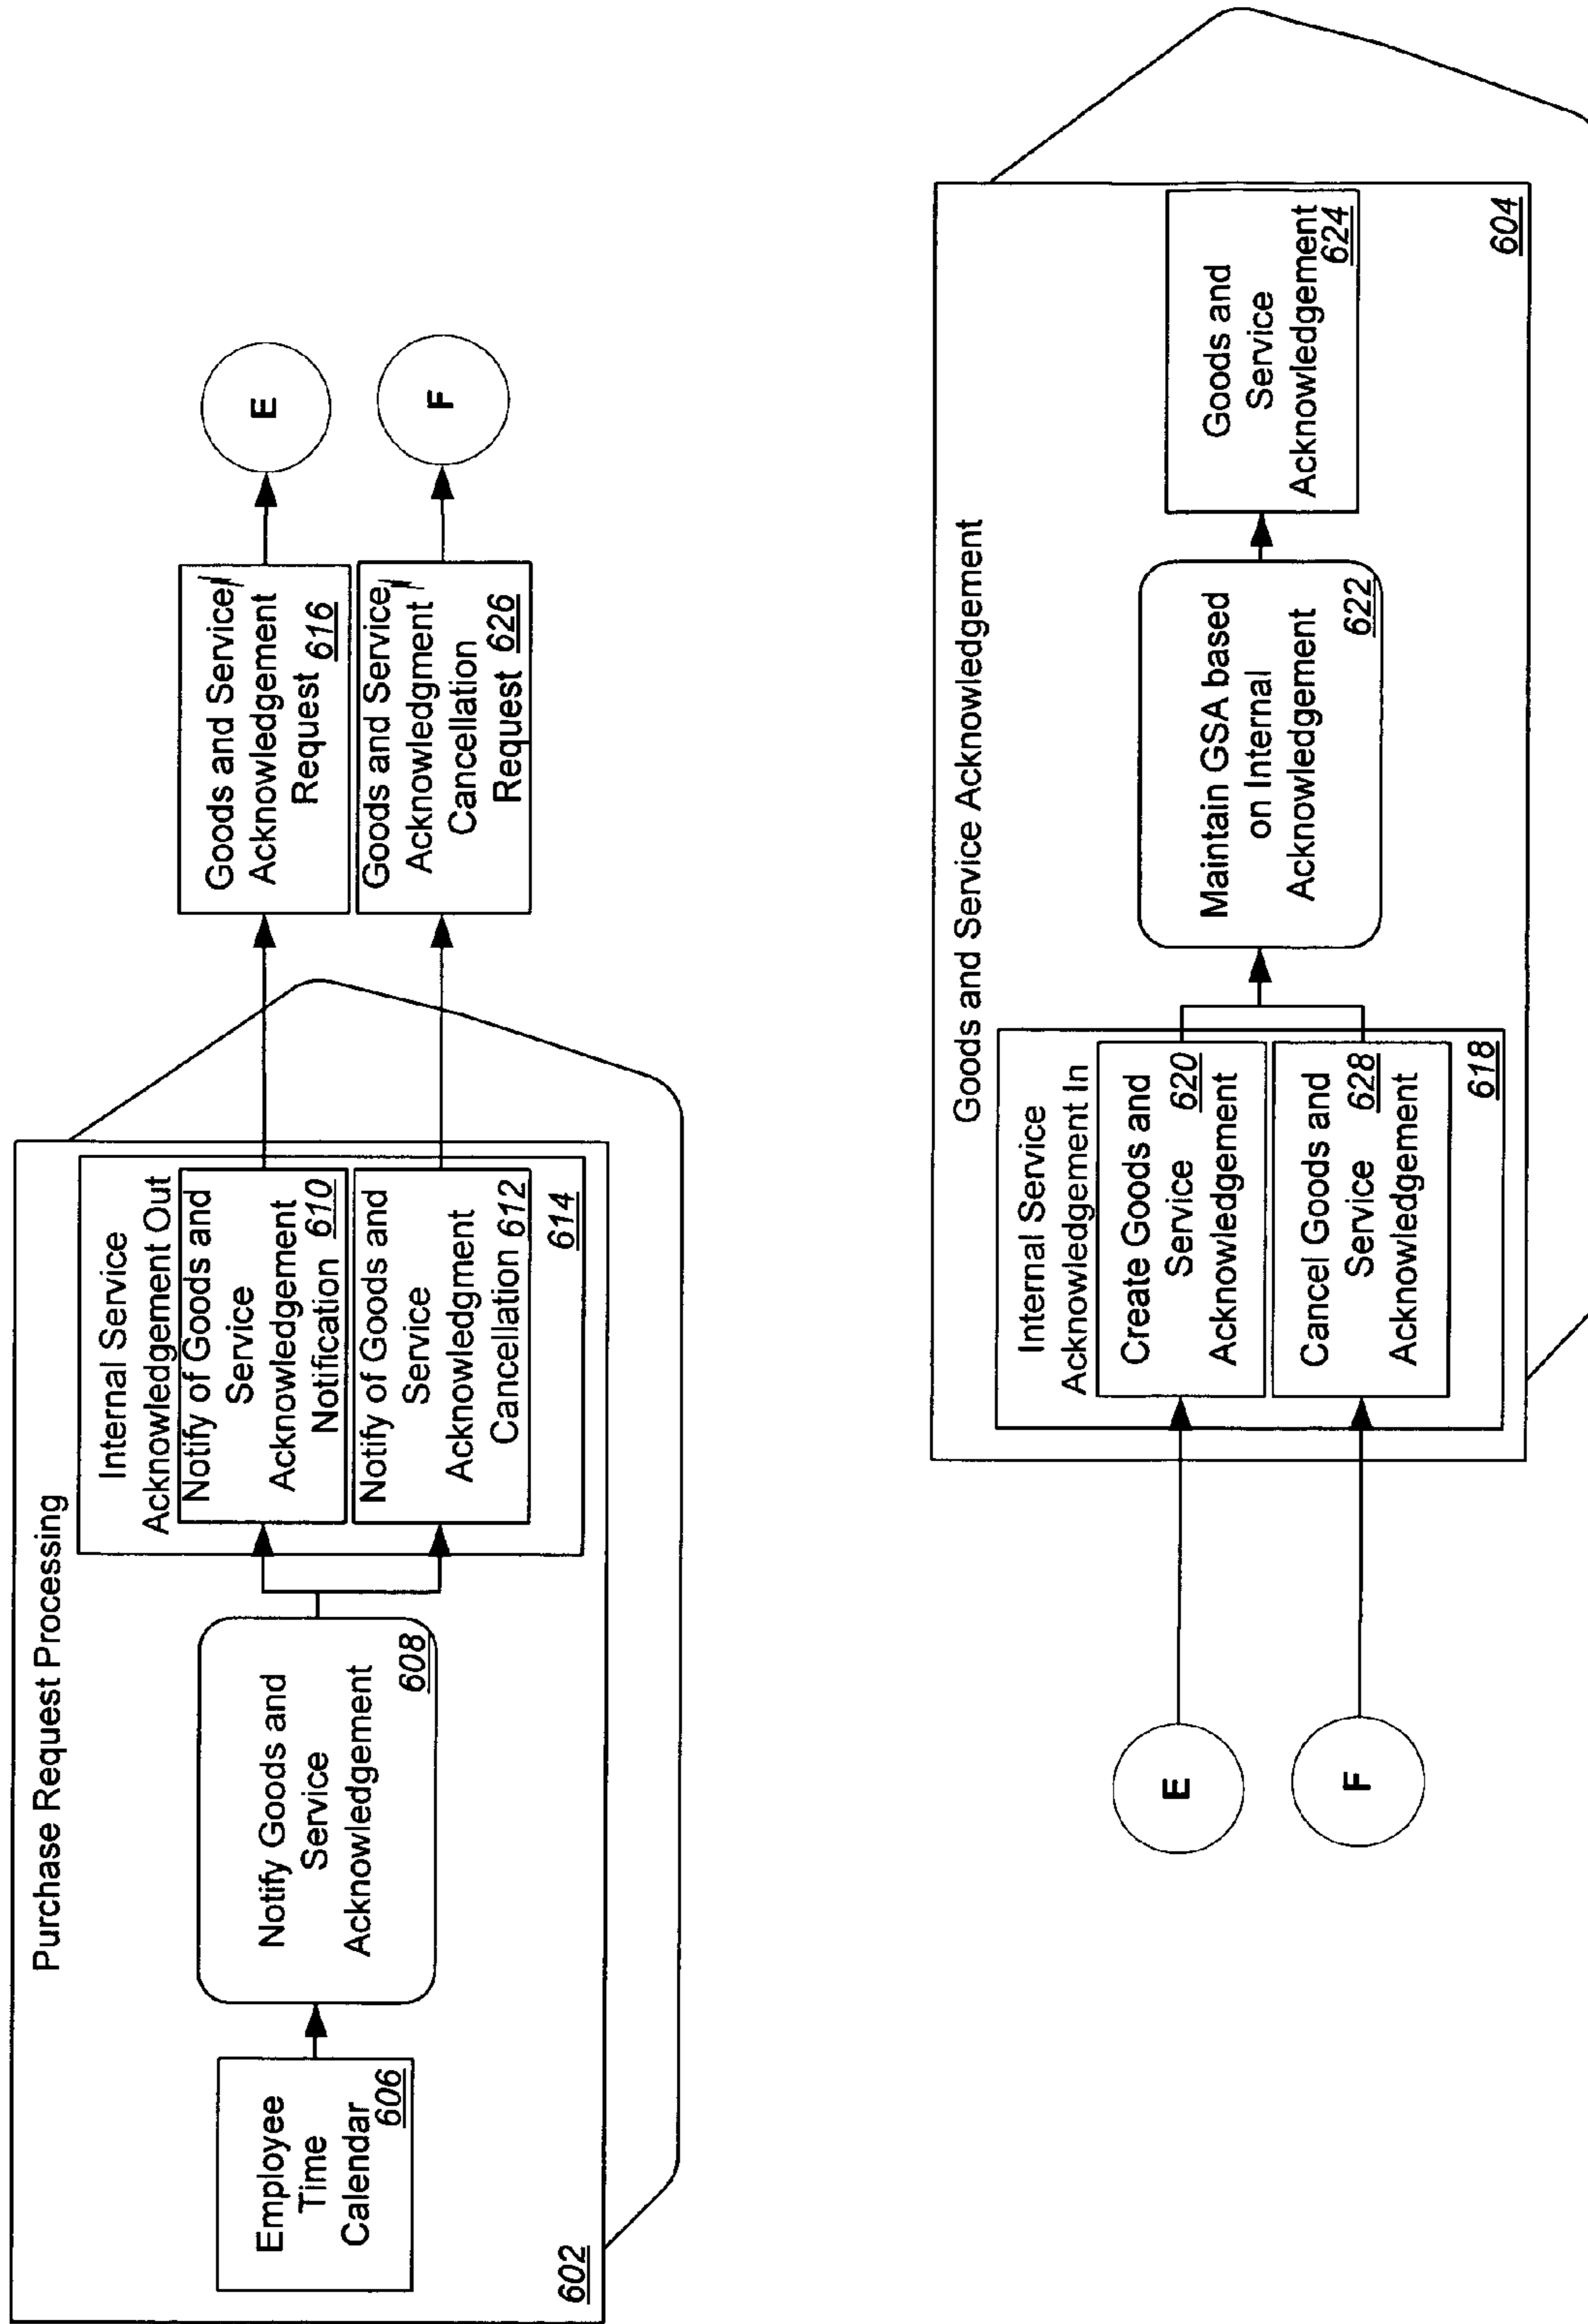 Purchase Request Processing
Employee
Time
Calendar
606
602
Notify Goods and
Service
Acknowledgement
608
Internal Service
Acknowledgement Out
Notify of Goods and
Service
Acknowledgement
Notification 610
Notify of Goods and
Service
Acknowledgment
Cancellation 612
614
Goods and Service
Acknowledgement
Request 616
Goods and Service
Acknowledgment
Cancellation
Request 626
E
F
Goods and Service Acknowledgement
E
F
Internal Service
Acknowledgement In
Create Goods and
Service 620
Acknowledgement
Cancel Goods and
Service 628
Acknowledgement
618
Maintain GSA based
on Internal
Acknowledgement
622
Goods and
Service
Acknowledgement
624
604